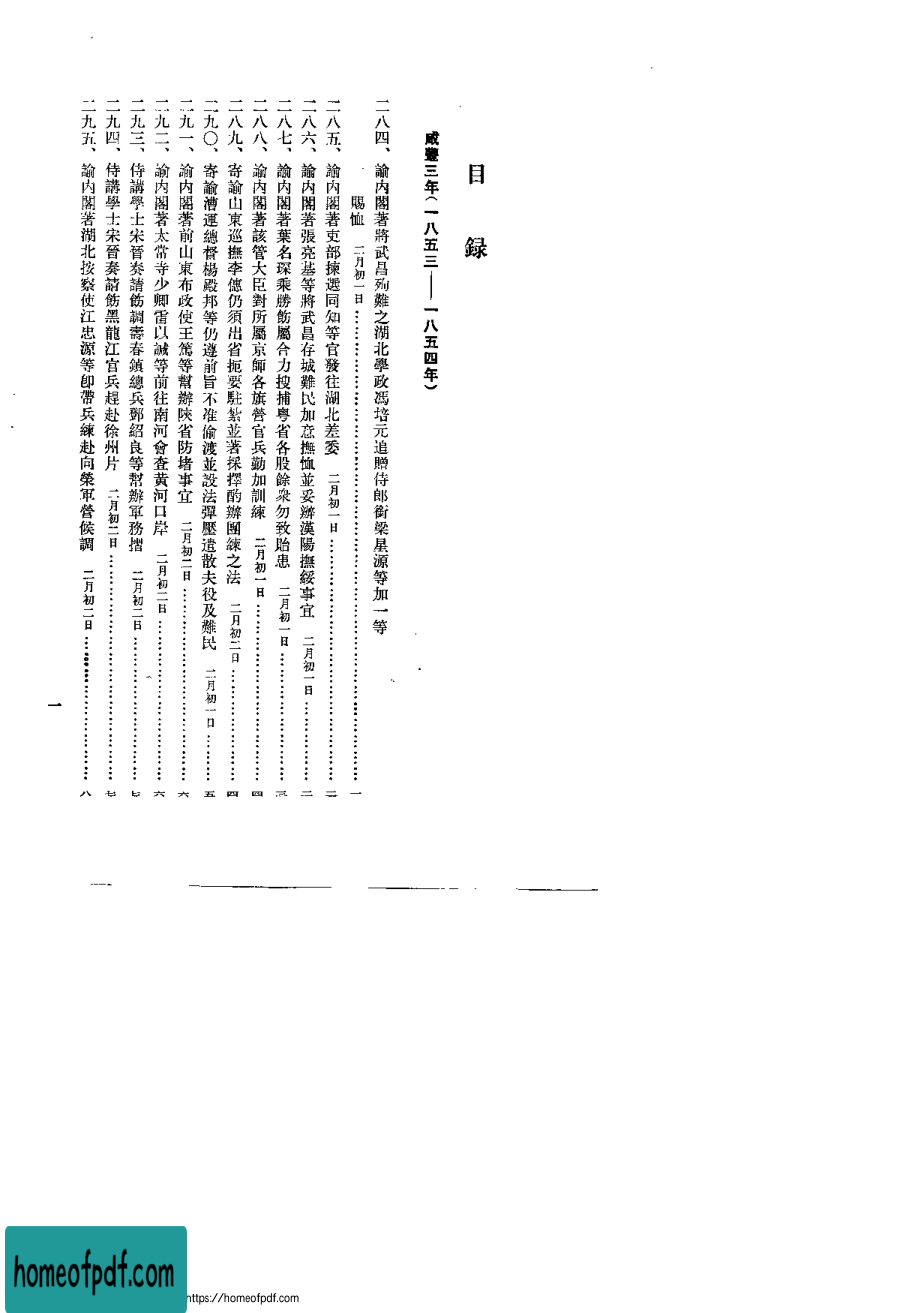 目録
咸豐三年（一八五三——一八五四年）
二八四、諭內閣著將武昌殉難之湖北學政馮培元追贈侍郎銜梁星源等加一等
賜恤 二月初一日……………………一
二八五、諭內閣著吏部揀選同知等官發往湖北差委 二月初一日……………………二
二八六、諭內閣著張亮基等將武昌存城難民加意撫恤並妥辦漢陽撫綏事宜 二月初一日……………………二
二八七、諭內閣著葉名琛乘勝飭屬合力搜捕粵省各股餘衆勿致貽患 二月初一日……………………三
二八八、諭內閣著該管大臣對所屬京師各旗營官兵勤加訓練 二月初一日……………………四
二八九、寄諭山東巡撫李僡仍須出省扼要駐紮並著採擇酌辦團練之法 二月初二日……………………四
二九〇、寄諭漕運總督楊殿邦等仍遵前旨不准偷渡並設法彈壓遣散夫役及難民 二月初一日……………………五
二九一、諭內閣著前山東布政使王篤等幫辦陝省防堵事宜 二月初二日……………………六
二九二、諭內閣著太常寺少卿雷以諴等前往南河會查黃河口岸 二月初二日……………………六
二九三、侍講學士宋晉奏請飭調壽春鎮總兵鄭紹良等幫辦軍務摺 二月初二日……………………七
二九四、侍講學士宋晉奏請飭黑龍江官兵趕赴徐州片 二月初二日……………………七
二九五、諭內閣著湖北按察使江忠源等卽帶兵練赴向榮軍營候調 二月初二日……………………八
一
homeofpdf.com
https://homeofpdf.com